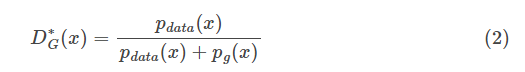 D*_G(x) = p_data(x) / (p_data(x) + p_g(x)) (2)